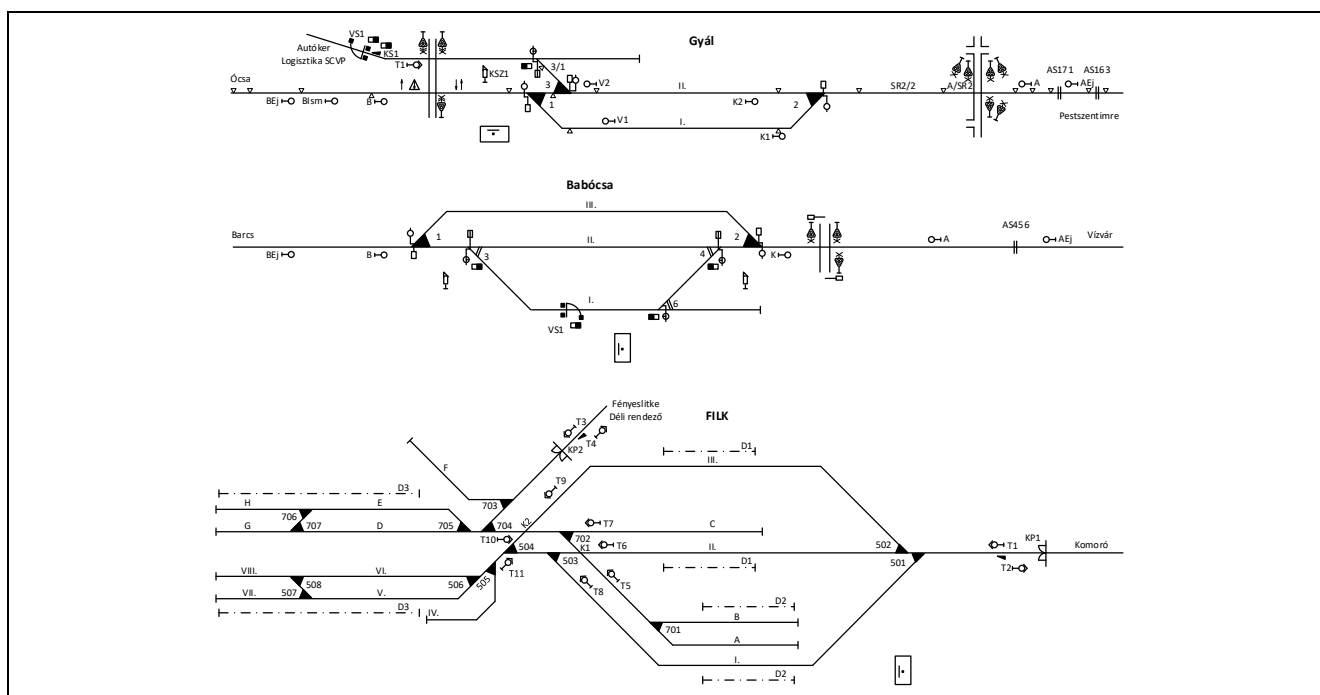 Gyál
VS1
KS1
Autóker
Logisztika SCVP
T1
KSZ1
3/1
Ócsa
BEj
BIsm
B
3
1
V2
II.
K2
2
SR2/2
A/SR2
AS171
AS163
A
AEj
Pestszentimre
V1
I.
K1
Babócsa
III.
Barcs
1
II.
2
AS456
Vízvár
BEj
B
3
4
K
A
AEj
I.
6
VS1
Fényeslitke
Déli rendező
FILK
T3
T4
KP2
D1
III.
F
T9
D3
703
H
E
706
K2
T7
G
707
D
705
704
C
T10
504
702
T6
502
KP1
K1
II.
T1
Komoró
503
501
T11
T5
D1
T2
VIII.
VI.
505
T8
508
506
VII.
507
V.
D3
IV.
D2
B
701
A
I.
D2